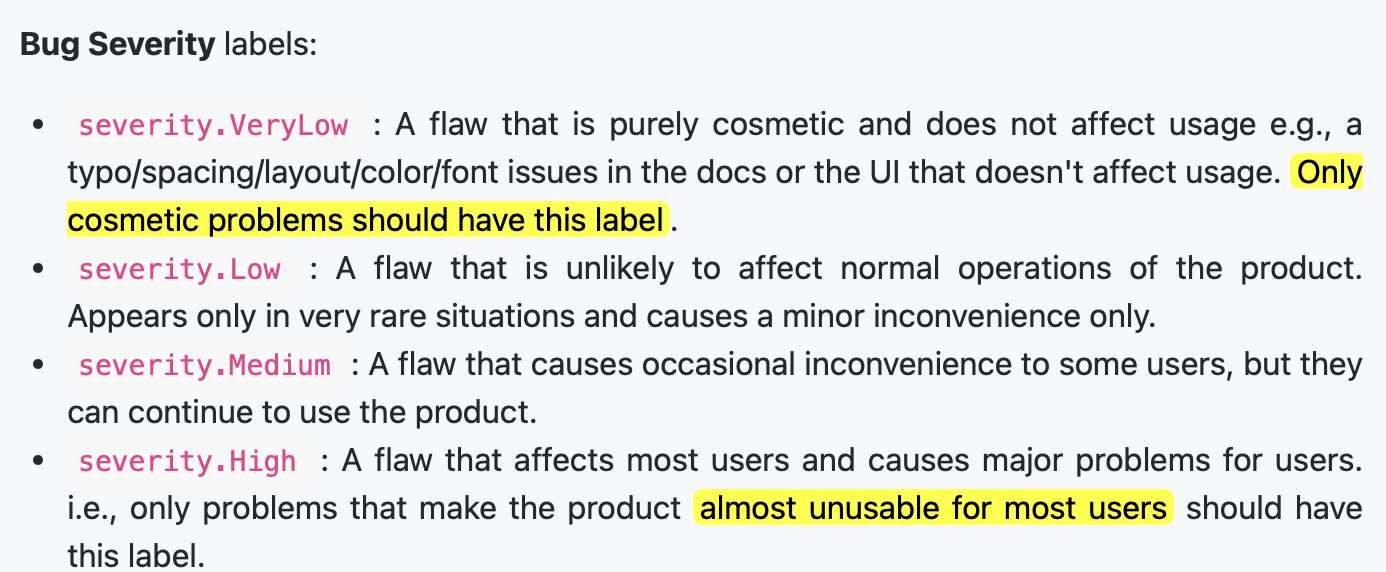 Bug Severity labels:
• severity.VeryLow : A flaw that is purely cosmetic and does not affect usage e.g., a
typo/spacing/layout/color/font issues in the docs or the UI that doesn't affect usage. Only
cosmetic problems should have this label.
• severity.Low : A flaw that is unlikely to affect normal operations of the product.
Appears only in very rare situations and causes a minor inconvenience only.
• severity.Medium : A flaw that causes occasional inconvenience to some users, but they
can continue to use the product.
• severity.High : A flaw that affects most users and causes major problems for users.
i.e., only problems that make the product almost unusable for most users should have
this label.